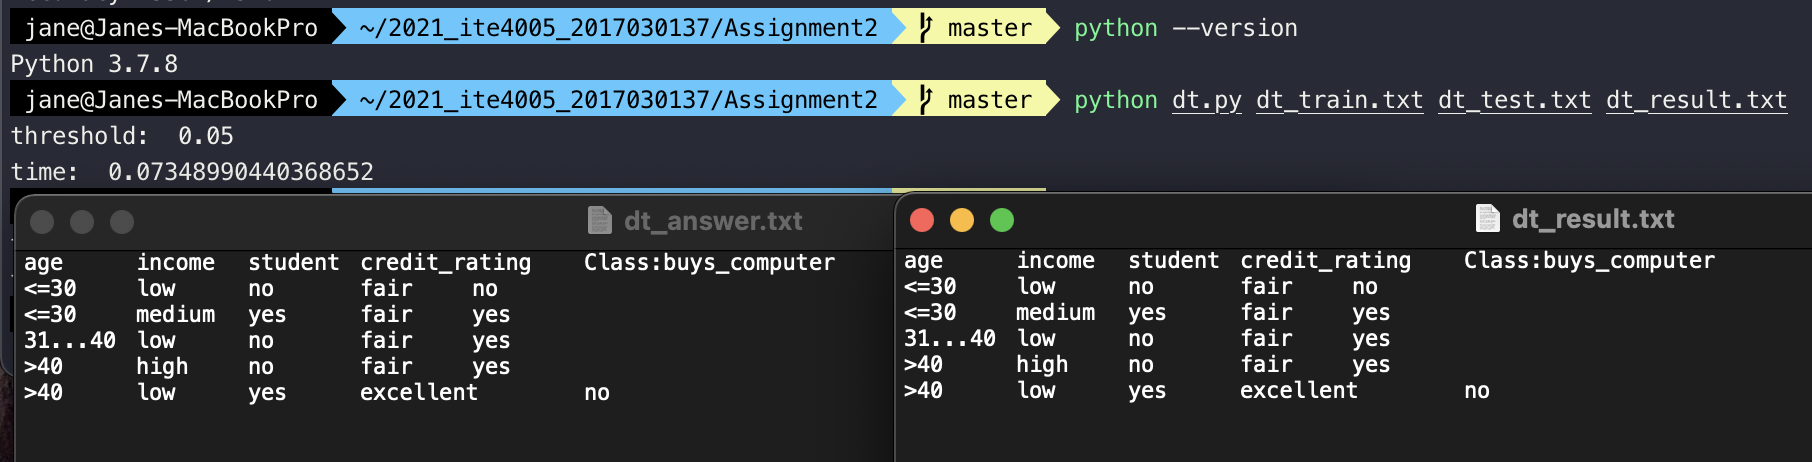 jane@Janes-MacBookPro ~/2021_ite4005_2017030137/Assignment2 master python --version
Python 3.7.8
jane@Janes-MacBookPro ~/2021_ite4005_2017030137/Assignment2 master python dt.py dt_train.txt dt_test.txt dt_result.txt
threshold:  0.05
time:  0.07348990440368652
dt_answer.txt
age income student credit_rating Class:buys_computer
<=30 low no fair no
<=30 medium yes fair yes
31...40 low no fair yes
>40 high no fair yes
>40 low yes excellent no
dt_result.txt
age income student credit_rating Class:buys_computer
<=30 low no fair no
<=30 medium yes fair yes
31...40 low no fair yes
>40 high no fair yes
>40 low yes excellent no